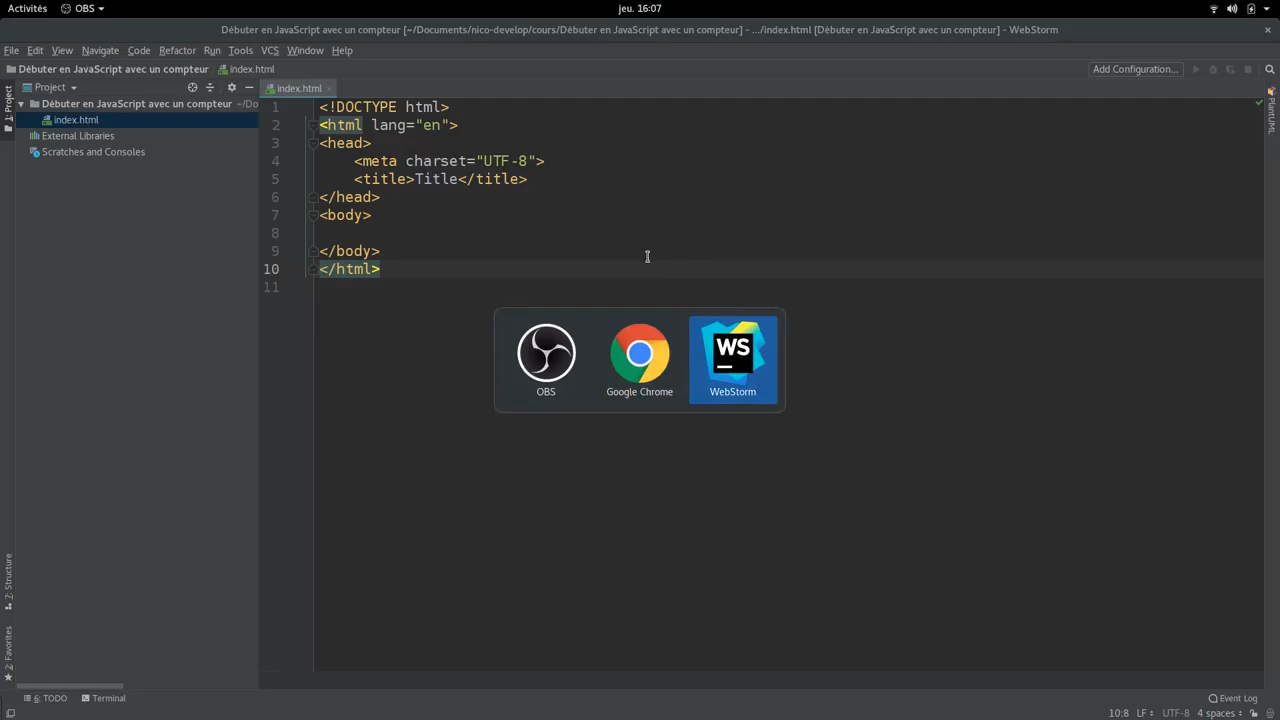 Activités
OBS
jeu. 16:07
Débuter en JavaScript avec un compteur [~/Documents/nico-develop/cours/Débuter en JavaScript avec un compteur] - .../index.html [Débuter en JavaScript avec un compteur] - WebStorm
File Edit View Navigate Code Refactor Run Tools VCS Window Help
Débuter en JavaScript avec un compteur
index.html
Add Configuration...
Project
index.html
1: Project
Débuter en JavaScript avec un compteur ~/Do
index.html
External Libraries
Scratches and Consoles
1 <!DOCTYPE html>
2 <html lang="en">
3 <head>
4 <meta charset="UTF-8">
5 <title>Title</title>
6 </head>
7 <body>
8
9 </body>
10 </html>
11
PlantUML
WS
OBS
Google Chrome
WebStorm
7: Structure
2: Favorites
6: TODO
Terminal
Event Log
10:8 LF UTF-8 4 spaces